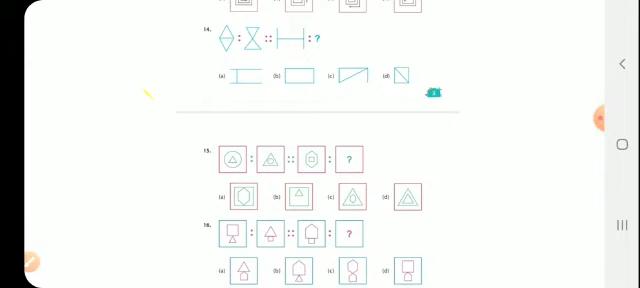 14. : :: : ?
(a) (b) (c) (d)
15. : :: : ?
(a) (b) (c) (d)
16. : :: : ?
(a) (b) (c) (d)